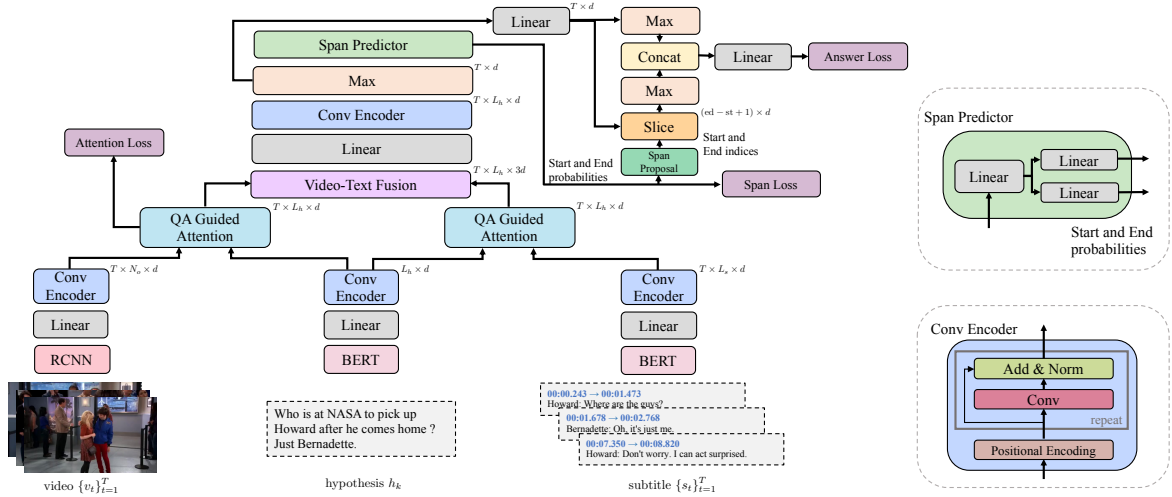 Linear
T × d
Max
Span Predictor
Concat
Linear
Answer Loss
T × d
Max
Max
T × L_h × d
Conv Encoder
Slice
(ed − st + 1) × d
Attention Loss
Linear
Start and
End indices
Start and End
probabilities
Span
Proposal
T × L_h × 3d
Video-Text Fusion
Span Loss
T × L_h × d
T × L_h × d
QA Guided
Attention
QA Guided
Attention
T × N_o × d
L_h × d
T × L_s × d
Conv
Encoder
Conv
Encoder
Conv
Encoder
Linear
Linear
Linear
RCNN
BERT
BERT
Who is at NASA to pick up
Howard after he comes home ?
Just Bernadette.
00:00.243 → 00:01.473
Howard: Where are the guys?
00:01.678 → 00:02.768
Bernadette: Oh, it's just me.
00:07.350 → 00:08.820
Howard: Don't worry. I can act surprised.
video {v_t}_{t=1}^T
hypothesis h_k
subtitle {s_t}_{t=1}^T
Span Predictor
Linear
Linear
Linear
Start and End
probabilities
Conv Encoder
Add & Norm
Conv
repeat
Positional Encoding